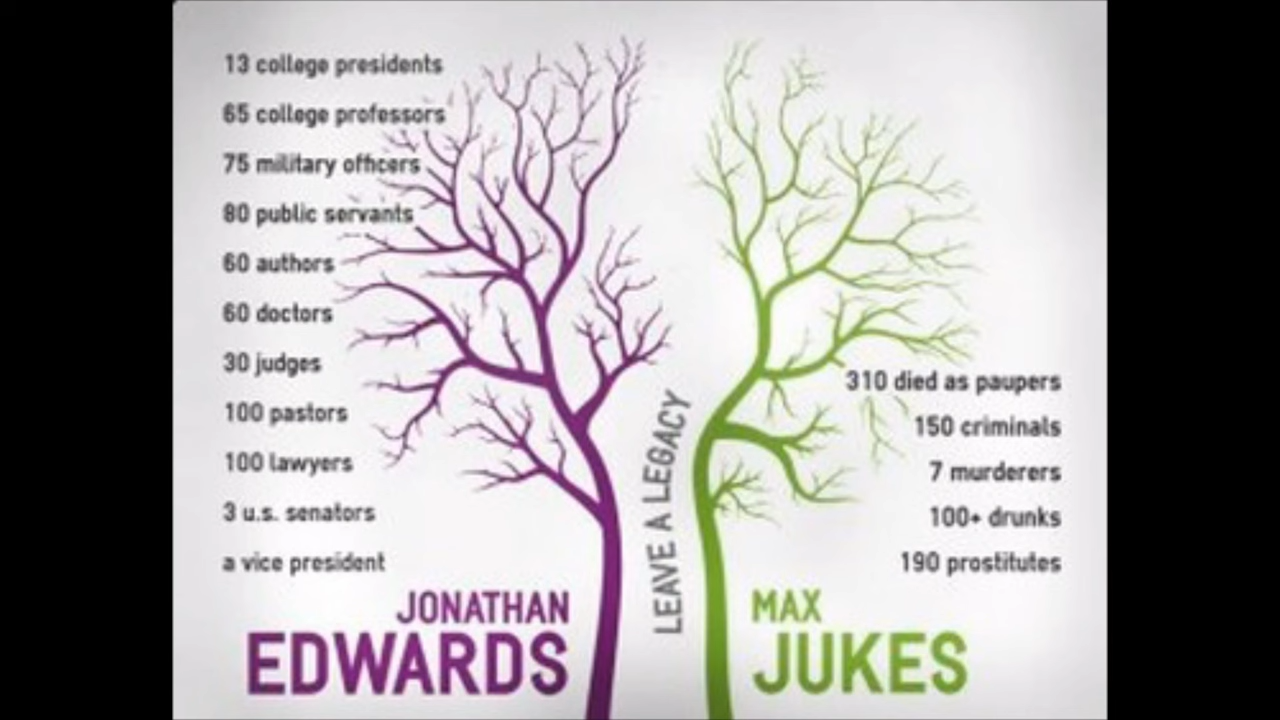 13 college presidents
65 college professors
75 military officers
80 public servants
60 authors
60 doctors
30 judges
100 pastors
100 lawyers
3 u.s. senators
a vice president
JONATHAN
EDWARDS
LEAVE A LEGACY
310 died as paupers
150 criminals
7 murderers
100+ drunks
190 prostitutes
MAX
JUKES